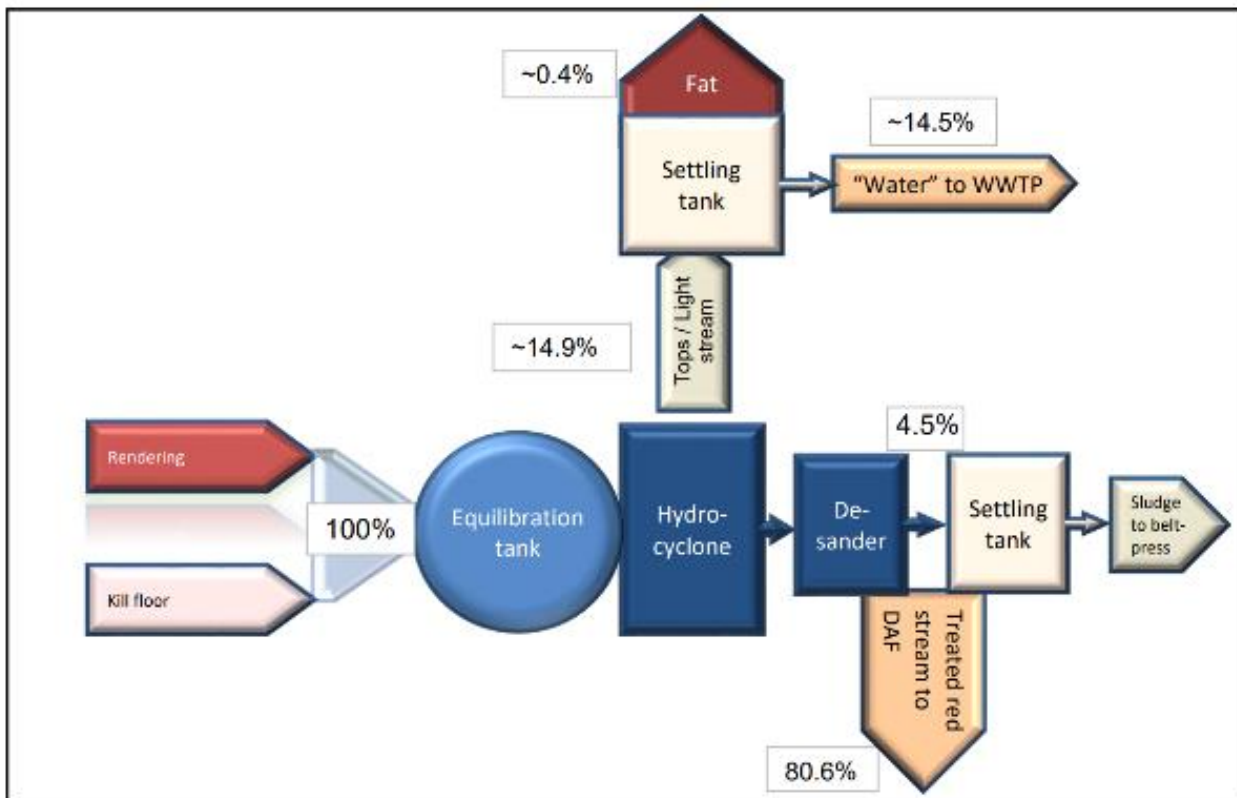 ~0.4%
Fat
~14.5%
Settling
tank
"Water" to WWTP
~14.9%
Tops / Light
stream
Rendering
100%
Kill floor
Equilibration
tank
Hydro-
cyclone
De-
sander
4.5%
Settling
tank
Sludge
to belt-
press
Treated red
stream to
DAF
80.6%